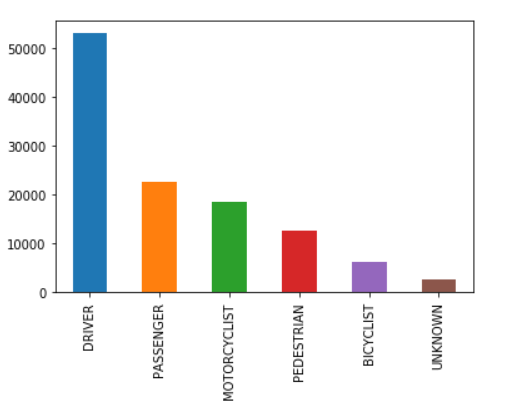 50000
40000
30000
20000
10000
0
DRIVER
PASSENGER
MOTORCYCLIST
PEDESTRIAN
BICYCLIST
UNKNOWN